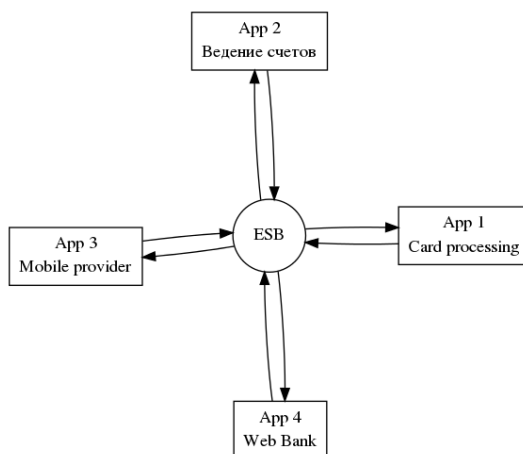 App 2
Ведение счетов
ESB
App 1
Card processing
App 3
Mobile provider
App 4
Web Bank